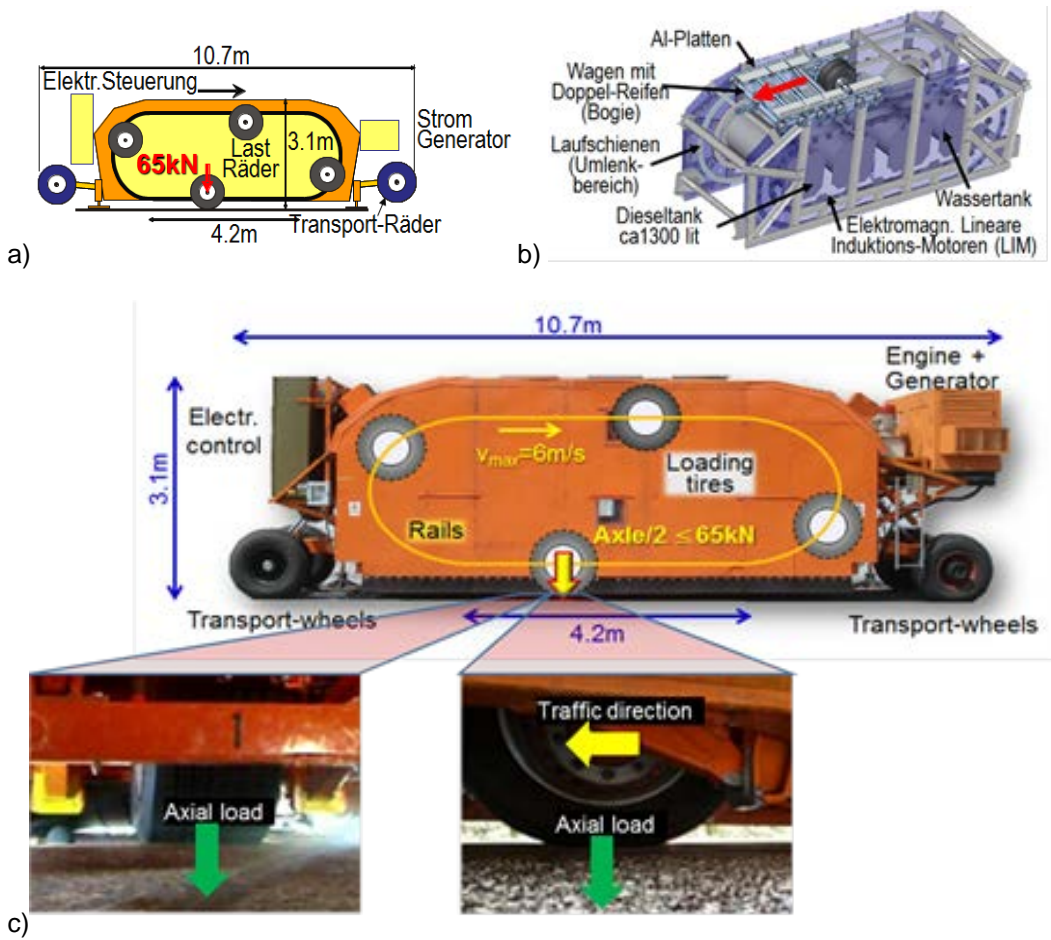 10.7m
Elektr.Steuerung
Strom
Generator
3.1m
Last
Räder
65kN
4.2m
Transport-Räder
a)
Al-Platten
Wagen mit
Doppel-Reifen
(Bogie)
Laufschienen
(Umlenk-
bereich)
Dieseltank
ca1300 lit
Wassertank
Elektromagn. Lineare
Induktions-Motoren (LIM)
b)
10.7m
Engine +
Generator
Electr.
control
3.1m
vmax=6m/s
Loading
tires
Rails
Axle/2 ≤ 65kN
Transport-wheels
4.2m
Transport-wheels
1
Axial load
Traffic direction
Axial load
c)